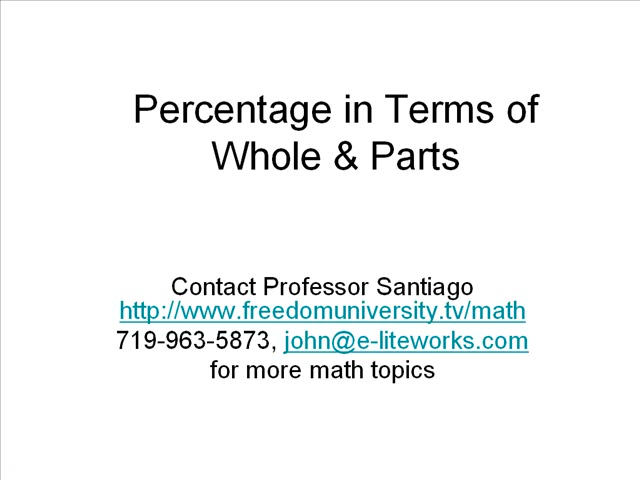 Percentage in Terms of
Whole & Parts
Contact Professor Santiago
http://www.freedomuniversity.tv/math
719-963-5873, john@e-liteworks.com
for more math topics